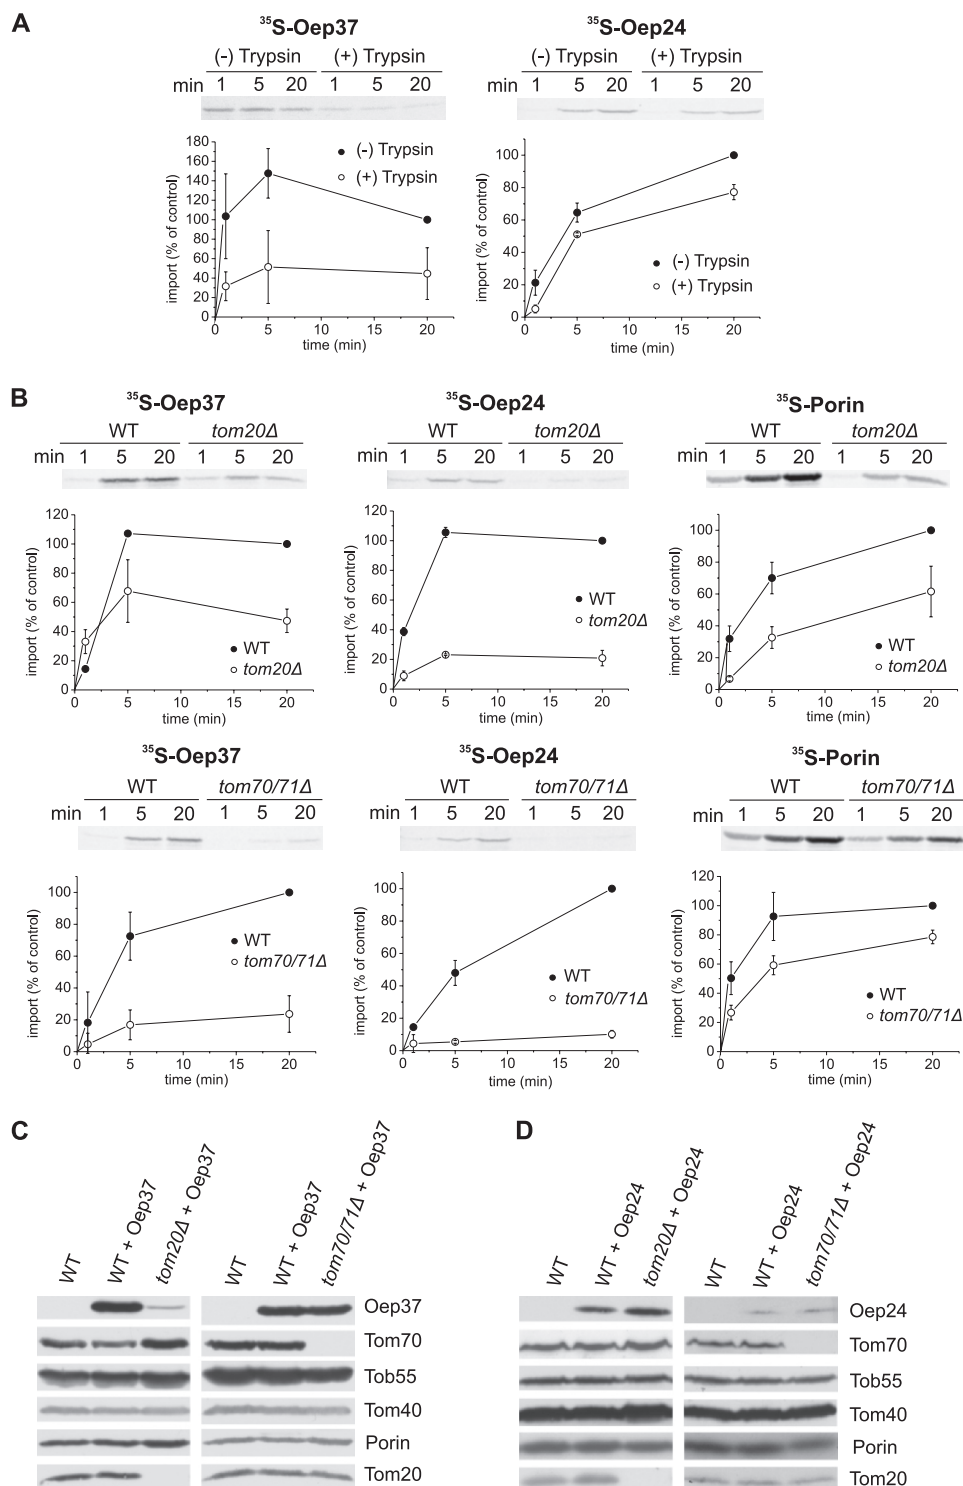 A
³⁵S-Oep37
(-) Trypsin (+) Trypsin
min 1 5 20 1 5 20
import (% of control)
180
160
140
120
100
80
60
40
20
0
(-) Trypsin
(+) Trypsin
0 5 10 15 20
time (min)
³⁵S-Oep24
(-) Trypsin (+) Trypsin
min 1 5 20 1 5 20
import (% of control)
100
80
60
40
20
0
(-) Trypsin
(+) Trypsin
0 5 10 15 20
time (min)
B
³⁵S-Oep37
WT tom20Δ
min 1 5 20 1 5 20
import (% of control)
100
80
60
40
20
0
WT
tom20Δ
0 5 10 15 20
time (min)
³⁵S-Oep24
WT tom20Δ
min 1 5 20 1 5 20
import (% of control)
120
100
80
60
40
20
0
WT
tom20Δ
0 5 10 15 20
time (min)
³⁵S-Porin
WT tom20Δ
min 1 5 20 1 5 20
import (% of control)
100
80
60
40
20
0
WT
tom20Δ
0 5 10 15 20
time (min)
³⁵S-Oep37
WT tom70/71Δ
min 1 5 20 1 5 20
import (% of control)
100
80
60
40
20
0
WT
tom70/71Δ
0 5 10 15 20
time (min)
³⁵S-Oep24
WT tom70/71Δ
min 1 5 20 1 5 20
import (% of control)
100
80
60
40
20
0
WT
tom70/71Δ
0 5 10 15 20
time (min)
³⁵S-Porin
WT tom70/71Δ
min 1 5 20 1 5 20
import (% of control)
120
100
80
60
40
20
0
WT
tom70/71Δ
0 5 10 15 20
time (min)
C
WT
WT + Oep37
tom20Δ + Oep37
WT
WT + Oep37
tom70/71Δ + Oep37
Oep37
Tom70
Tob55
Tom40
Porin
Tom20
D
WT
WT + Oep24
tom20Δ + Oep24
WT
WT + Oep24
tom70/71Δ + Oep24
Oep24
Tom70
Tob55
Tom40
Porin
Tom20